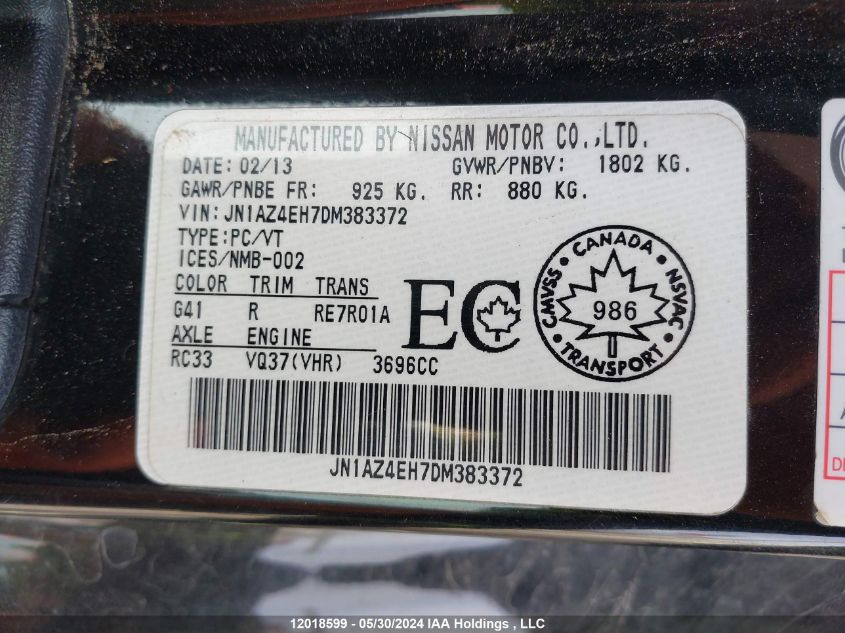 MANUFACTURED BY NISSAN MOTOR CO.,LTD.
DATE: 02/13 GVWR/PNBV: 1802 KG.
GAWR/PNBE FR: 925 KG. RR: 880 KG.
VIN: JN1AZ4EH7DM383372
TYPE:PC/VT
ICES/NMB-002
COLOR TRIM TRANS
G41 R RE7R01A
AXLE ENGINE
RC33 VQ37(VHR) 3696CC
EC
CANADA
CMVSS 986 NSVAC
TRANSPORT
JN1AZ4EH7DM383372
12018599 - 05/30/2024 IAA Holdings , LLC